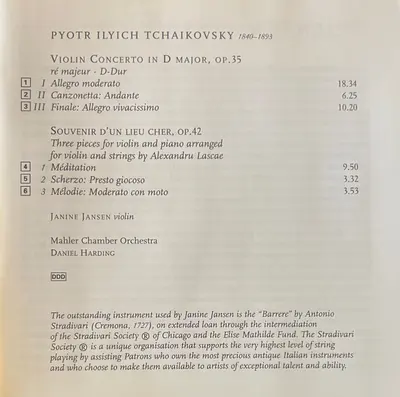 PYOTR ILYICH TCHAIKOVSKY 1840–1893
VIOLIN CONCERTO IN D MAJOR, OP.35
ré majeur · D-Dur
1 I Allegro moderato 18.34
2 II Canzonetta: Andante 6.25
3 III Finale: Allegro vivacissimo 10.20
SOUVENIR D'UN LIEU CHER, OP.42
Three pieces for violin and piano arranged
for violin and strings by Alexandru Lascae
4 1 Méditation 9.50
5 2 Scherzo: Presto giocoso 3.32
6 3 Mélodie: Moderato con moto 3.53
JANINE JANSEN violin
Mahler Chamber Orchestra
DANIEL HARDING
DDD
The outstanding instrument used by Janine Jansen is the "Barrere" by Antonio
Stradivari (Cremona, 1727), on extended loan through the intermediation
of the Stradivari Society ® of Chicago and the Elise Mathilde Fund. The Stradivari
Society ® is a unique organisation that supports the very highest level of string
playing by assisting Patrons who own the most precious antique Italian instruments
and who choose to make them available to artists of exceptional talent and ability.